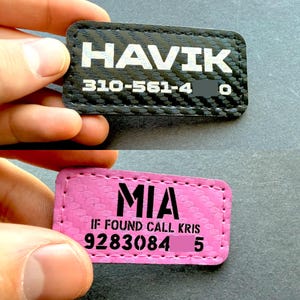 HAVIK
310-561-4 0
MIA
IF FOUND CALL KRIS
9283084 5